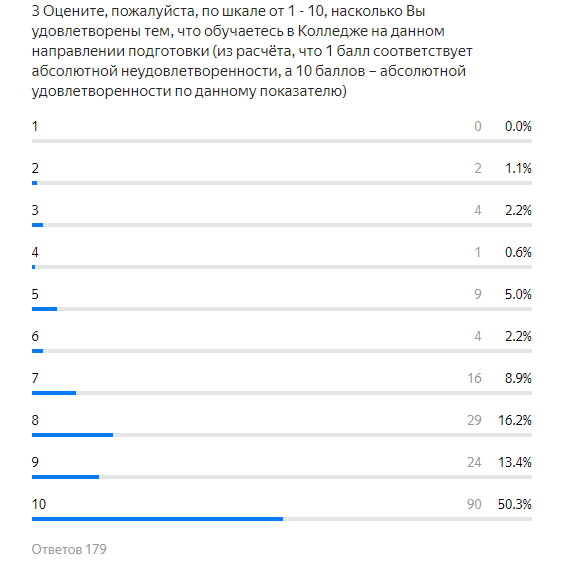 3 Оцените, пожалуйста, по шкале от 1 - 10, насколько Вы
удовлетворены тем, что обучаетесь в Колледже на данном
направлении подготовки (из расчёта, что 1 балл соответствует
абсолютной неудовлетворенности, а 10 баллов – абсолютной
удовлетворенности по данному показателю)
1 0 0.0%
2 2 1.1%
3 4 2.2%
4 1 0.6%
5 9 5.0%
6 4 2.2%
7 16 8.9%
8 29 16.2%
9 24 13.4%
10 90 50.3%
Ответов 179